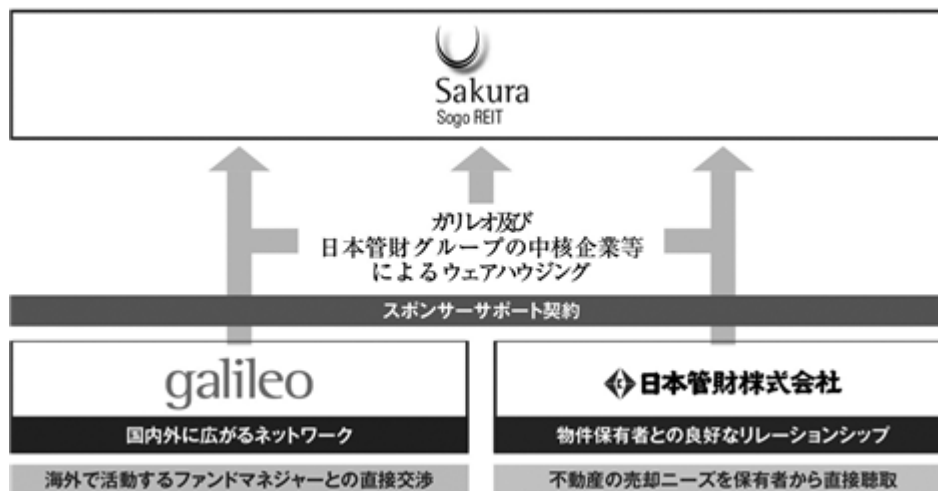 Sakura
Sogo REIT
ガリレオ及び
日本管財グループの中核企業等
によるウェアハウジング
スポンサーサポート契約
galileo
日本管財株式会社
国内外に広がるネットワーク
物件保有者との良好なリレーションシップ
海外で活動するファンドマネジャーとの直接交渉
不動産の売却ニーズを保有者から直接聴取